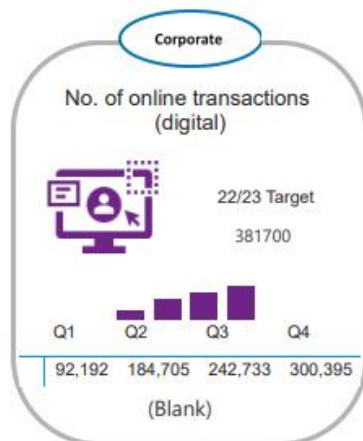 Corporate
No. of online transactions
(digital)
22/23 Target
381700
Q1 Q2 Q3 Q4
92,192 184,705 242,733 300,395
(Blank)